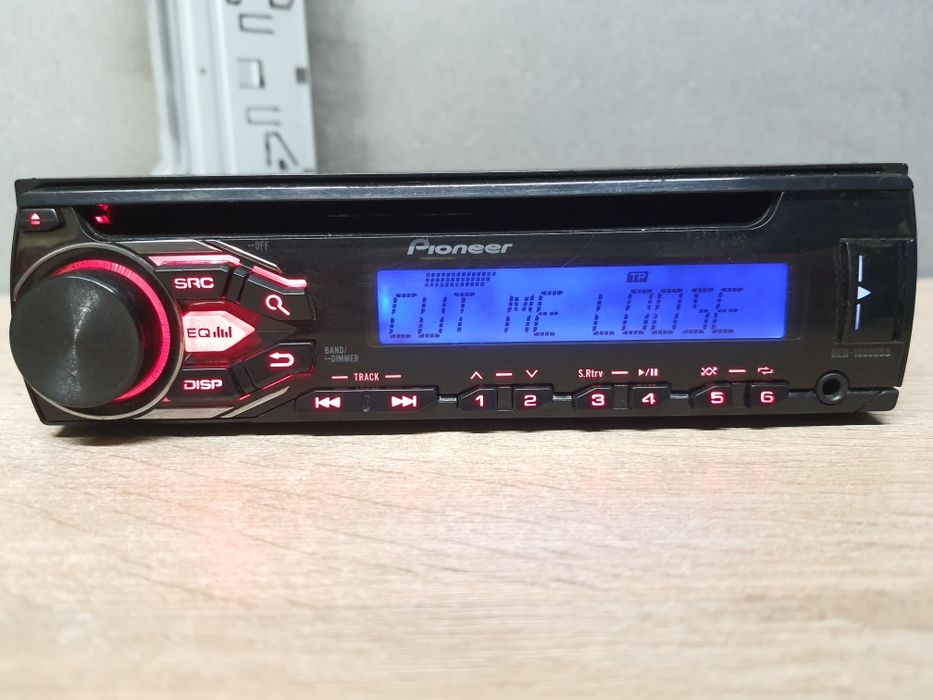 OFF
Pioneer
SRC
TP
CUT ME LOOSE
EQ
BAND/
DIMMER
DISP
TRACK
S.Rtrv
1 2 3 4 5 6